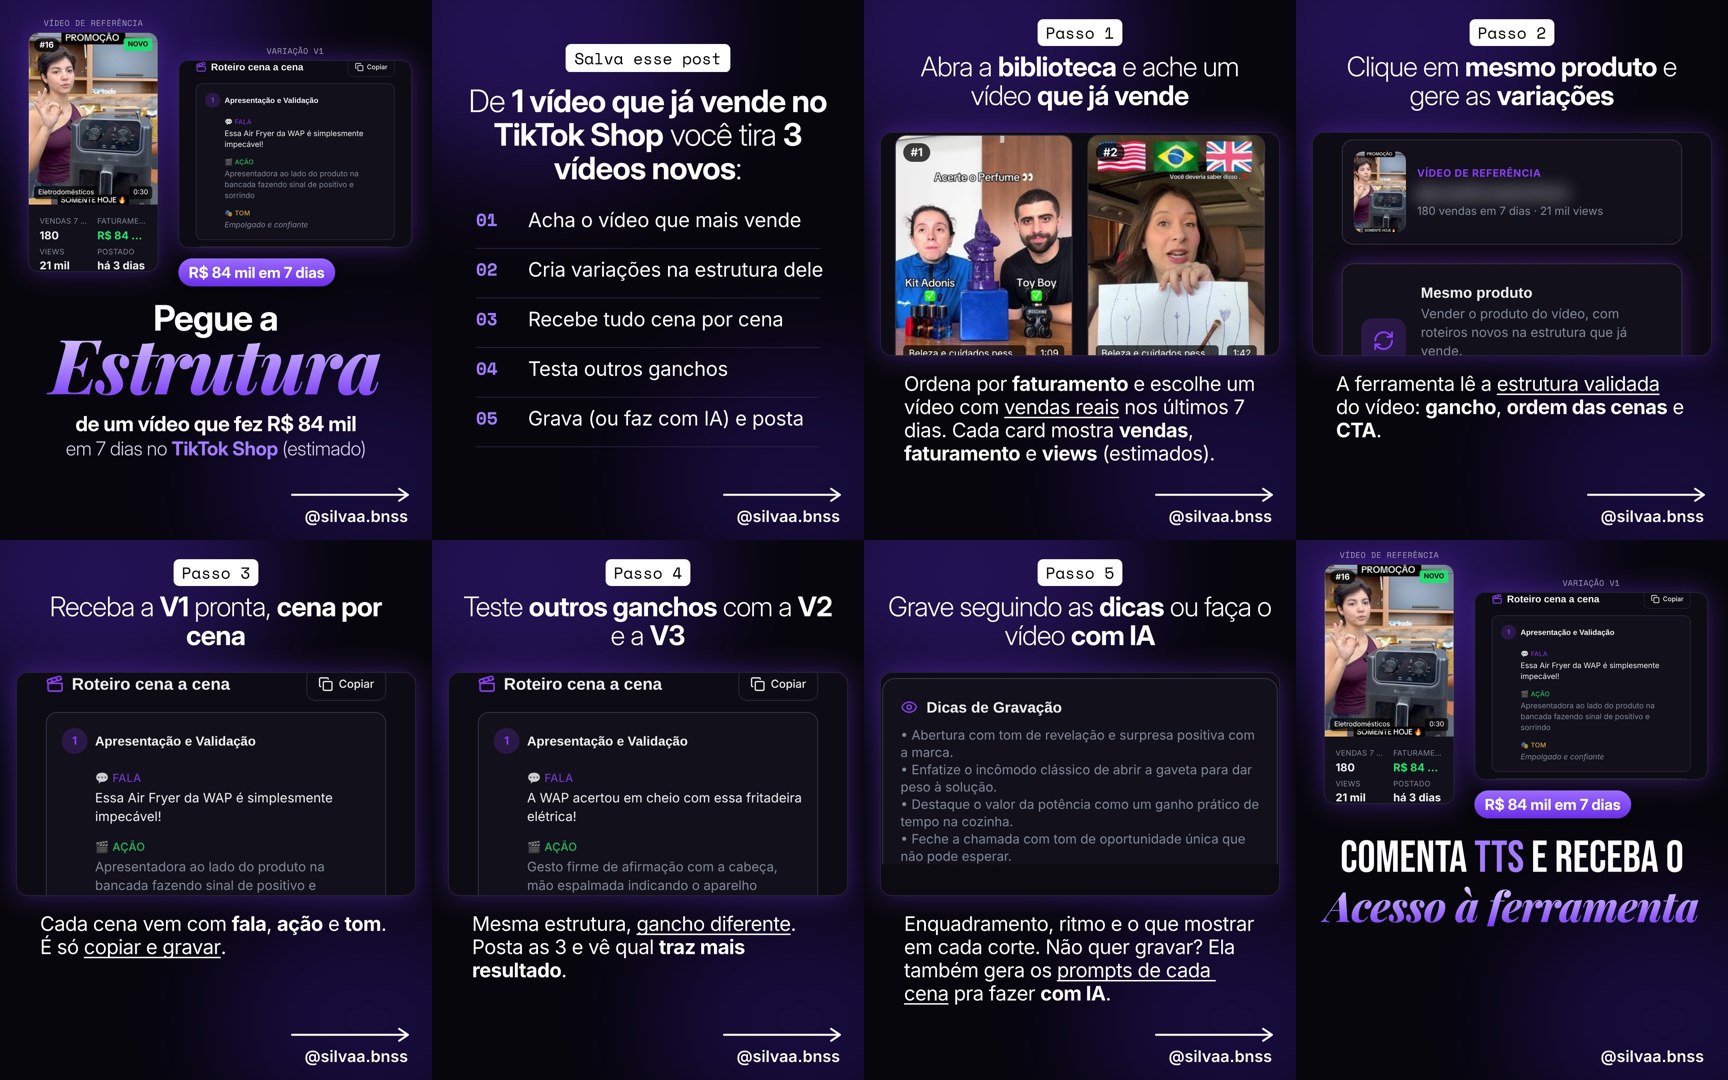 VÍDEO DE REFERÊNCIA
#16
PROMOÇÃO
NOVO
Eletrodomésticos
0:30
SOMENTE HOJE 🔥
VENDAS 7 ...
FATURAME...
180
R$ 84 ...
VIEWS
POSTADO
21 mil
há 3 dias
VARIAÇÃO V1
Roteiro cena a cena
Copiar
1
Apresentação e Validação
💬 FALA
Essa Air Fryer da WAP é simplesmente
impecável!
🎬 AÇÃO
Apresentadora ao lado do produto na
bancada fazendo sinal de positivo e
sorrindo
🎭 TOM
Empolgado e confiante
R$ 84 mil em 7 dias
Pegue a
Estrutura
de um vídeo que fez R$ 84 mil
em 7 dias no TikTok Shop (estimado)
@silvaa.bnss
Salva esse post
De 1 vídeo que já vende no
TikTok Shop você tira 3
vídeos novos:
01 Acha o vídeo que mais vende
02 Cria variações na estrutura dele
03 Recebe tudo cena por cena
04 Testa outros ganchos
05 Grava (ou faz com IA) e posta
@silvaa.bnss
Passo 1
Abra a biblioteca e ache um
vídeo que já vende
#1
Acerte o Perfume 👀
Kit Adonis
Toy Boy
Beleza e cuidados pess...
1:09
#2
Você deveria saber disso .
Beleza e cuidados pess...
1:42
Ordena por faturamento e escolhe um
vídeo com vendas reais nos últimos 7
dias. Cada card mostra vendas,
faturamento e views (estimados).
@silvaa.bnss
Passo 2
Clique em mesmo produto e
gere as variações
PROMOÇÃO
SOMENTE HOJE 🔥
VÍDEO DE REFERÊNCIA
180 vendas em 7 dias · 21 mil views
Mesmo produto
Vender o produto do vídeo, com
roteiros novos na estrutura que já
vende.
A ferramenta lê a estrutura validada
do vídeo: gancho, ordem das cenas e
CTA.
@silvaa.bnss
Passo 3
Receba a V1 pronta, cena por
cena
Roteiro cena a cena
Copiar
1
Apresentação e Validação
💬 FALA
Essa Air Fryer da WAP é simplesmente
impecável!
🎬 AÇÃO
Apresentadora ao lado do produto na
bancada fazendo sinal de positivo e
Cada cena vem com fala, ação e tom.
É só copiar e gravar.
@silvaa.bnss
Passo 4
Teste outros ganchos com a V2
e a V3
Roteiro cena a cena
Copiar
1
Apresentação e Validação
💬 FALA
A WAP acertou em cheio com essa fritadeira
elétrica!
🎬 AÇÃO
Gesto firme de afirmação com a cabeça,
mão espalmada indicando o aparelho
Mesma estrutura, gancho diferente.
Posta as 3 e vê qual traz mais
resultado.
@silvaa.bnss
Passo 5
Grave seguindo as dicas ou faça o
vídeo com IA
Dicas de Gravação
• Abertura com tom de revelação e surpresa positiva com
a marca.
• Enfatize o incômodo clássico de abrir a gaveta para dar
peso à solução.
• Destaque o valor da potência como um ganho prático de
tempo na cozinha.
• Feche a chamada com tom de oportunidade única que
não pode esperar.
Enquadramento, ritmo e o que mostrar
em cada corte. Não quer gravar? Ela
também gera os prompts de cada
cena pra fazer com IA.
@silvaa.bnss
VÍDEO DE REFERÊNCIA
#16
PROMOÇÃO
NOVO
Eletrodomésticos
0:30
SOMENTE HOJE 🔥
VENDAS 7 ...
FATURAME...
180
R$ 84 ...
VIEWS
POSTADO
21 mil
há 3 dias
VARIAÇÃO V1
Roteiro cena a cena
Copiar
1
Apresentação e Validação
💬 FALA
Essa Air Fryer da WAP é simplesmente
impecável!
🎬 AÇÃO
Apresentadora ao lado do produto na
bancada fazendo sinal de positivo e
sorrindo
🎭 TOM
Empolgado e confiante
R$ 84 mil em 7 dias
COMENTA TTS E RECEBA O
Acesso à ferramenta
@silvaa.bnss